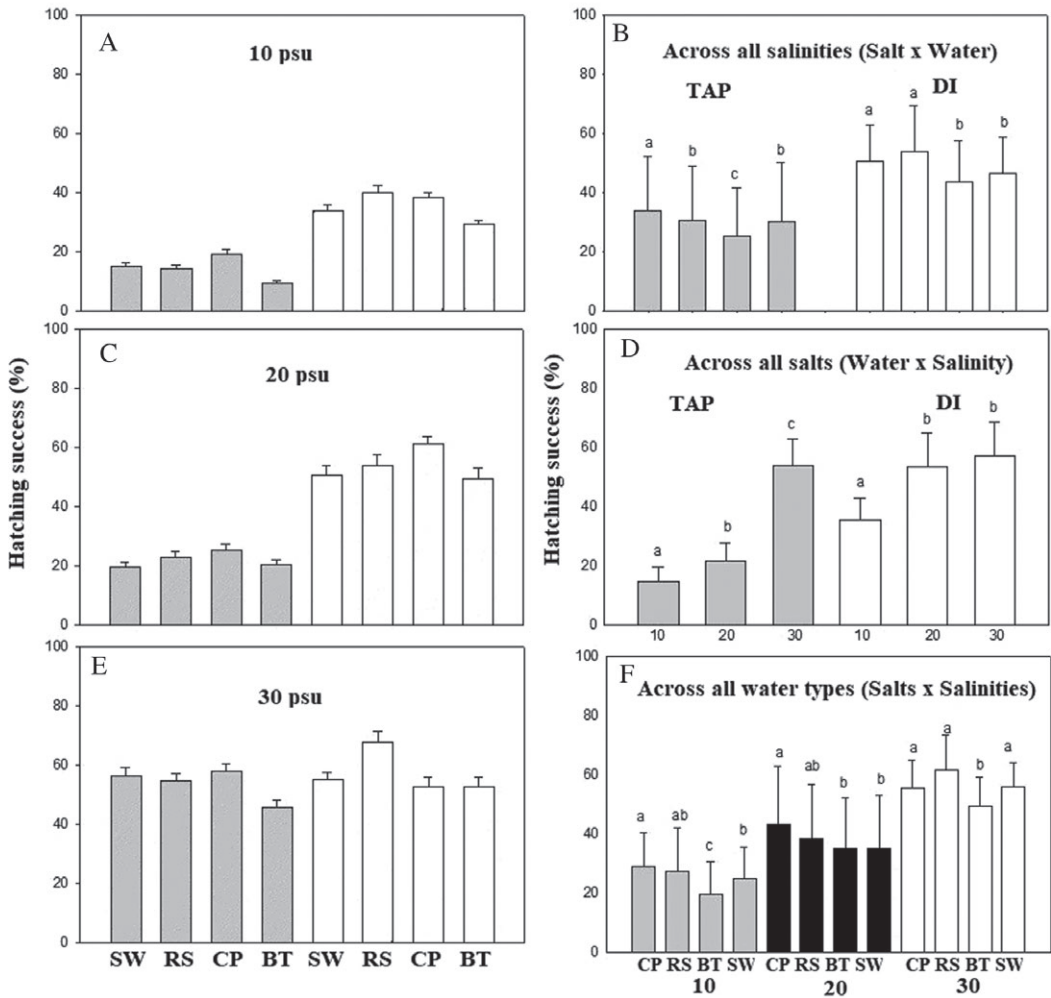 A
10 psu
100
80
60
40
20
0
B
Across all salinities (Salt x Water)
TAP
DI
a
b
c
b
a
a
b
b
100
80
60
40
20
0
C
20 psu
100
80
60
40
20
0
D
Across all salts (Water x Salinity)
TAP
DI
a
b
c
a
b
b
100
80
60
40
20
0
10 20 30 10 20 30
Hatching success (%)
Hatching success (%)
E
30 psu
100
80
60
40
20
0
SW RS CP BT SW RS CP BT
F
Across all water types (Salts x Salinities)
a
ab
c
b
a
ab
b
b
a
a
b
a
100
80
60
40
20
0
CP RS BT SW CP RS BT SW CP RS BT SW
10 20 30